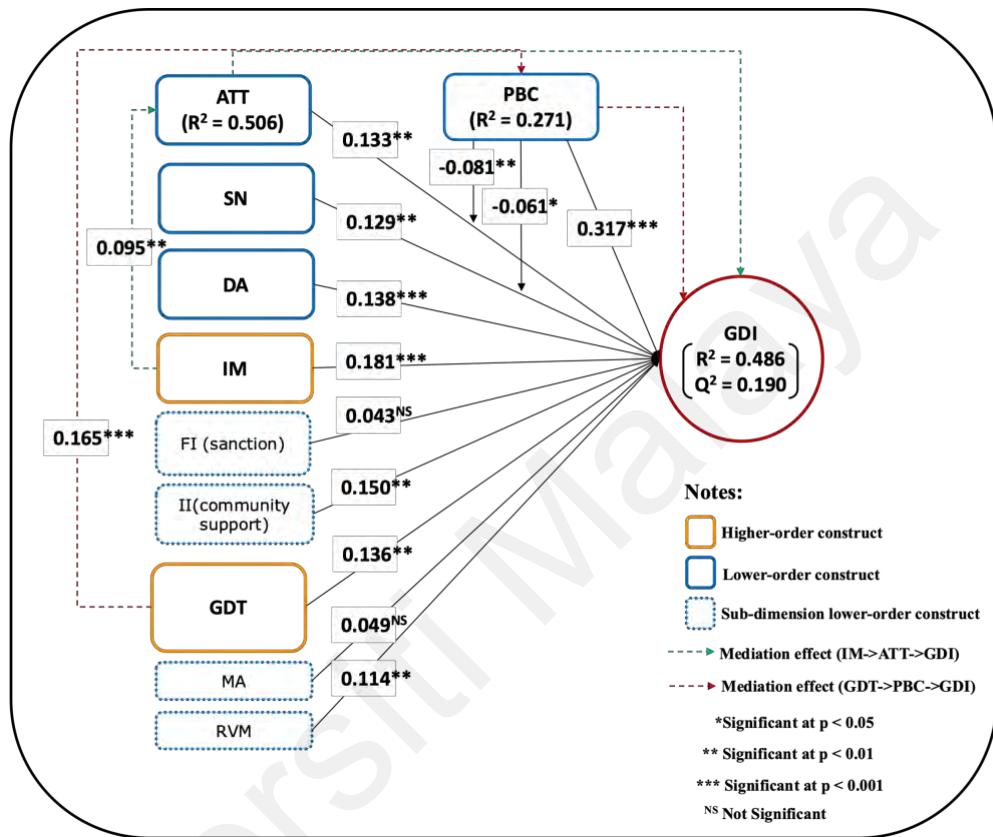 ATT
(R² = 0.506)
PBC
(R² = 0.271)
0.133**
-0.081**
SN
-0.061*
0.129**
0.317***
0.095**
DA
0.138***
GDI
R² = 0.486
Q² = 0.190
IM
0.181***
0.043ᴺˢ
0.165***
FI (sanction)
0.150**
II(community
support)
0.136**
GDT
0.049ᴺˢ
MA
0.114**
RVM
Notes:
Higher-order construct
Lower-order construct
Sub-dimension lower-order construct
Mediation effect (IM->ATT->GDI)
Mediation effect (GDT->PBC->GDI)
*Significant at p < 0.05
** Significant at p < 0.01
*** Significant at p < 0.001
ᴺˢ Not Significant
ersiti Malaya